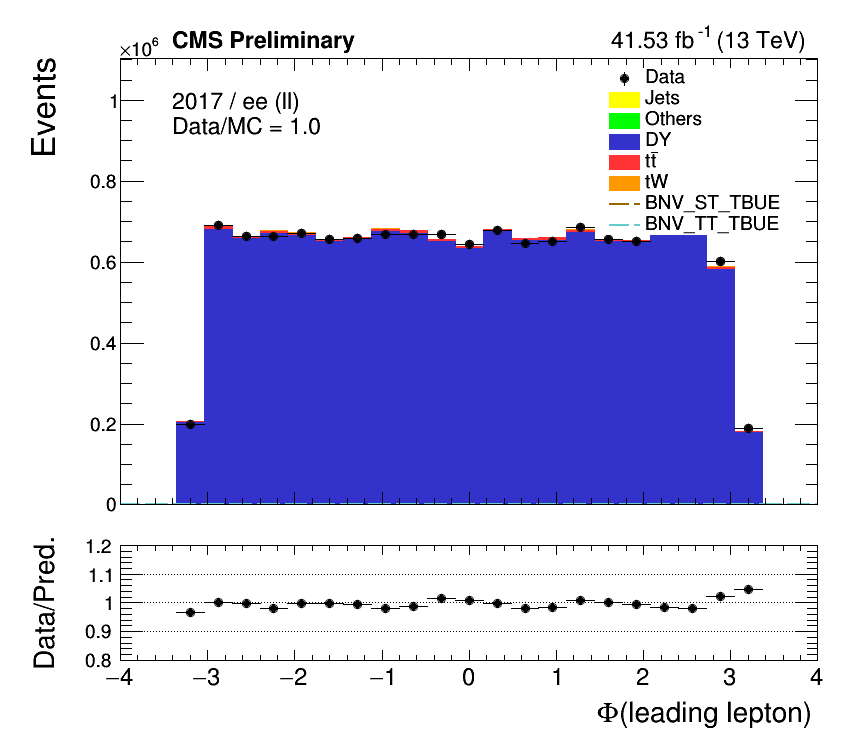 ×10⁶ CMS Preliminary 41.53 fb⁻¹ (13 TeV)
Events
2017 / ee (ll)
Data/MC = 1.0
Data
Jets
Others
DY
tt̄
tW
BNV_ST_TBUE
BNV_TT_TBUE
1
0.8
0.6
0.4
0.2
0
Data/Pred.
1.2
1.1
1
0.9
0.8
−4 −3 −2 −1 0 1 2 3 4
Φ(leading lepton)